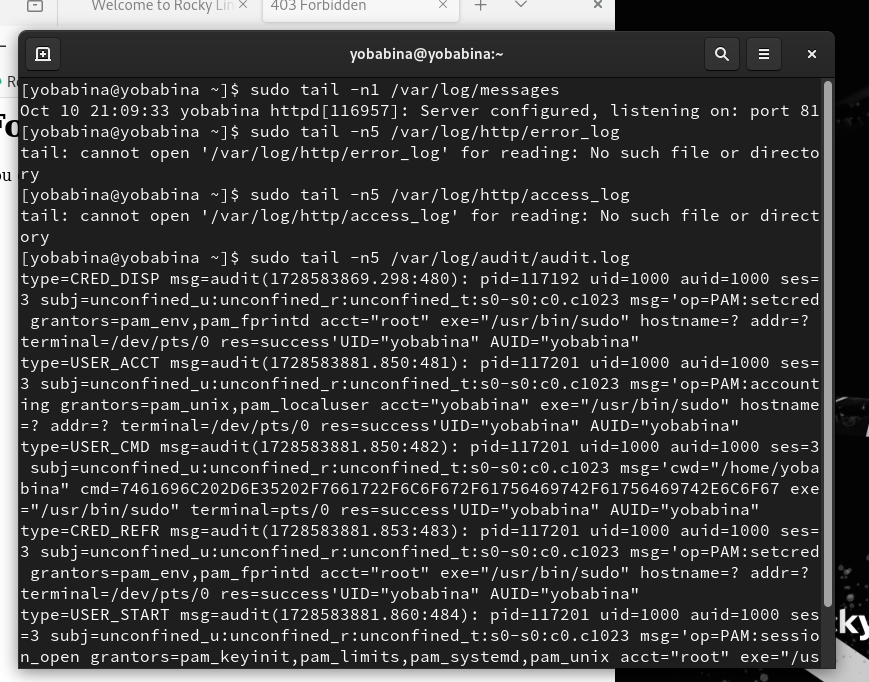 Welcome to Rocky Lin
403 Forbidden
yobabina@yobabina:~
[yobabina@yobabina ~]$ sudo tail -n1 /var/log/messages
Oct 10 21:09:33 yobabina httpd[116957]: Server configured, listening on: port 81
[yobabina@yobabina ~]$ sudo tail -n5 /var/log/http/error_log
tail: cannot open '/var/log/http/error_log' for reading: No such file or directo
ry
[yobabina@yobabina ~]$ sudo tail -n5 /var/log/http/access_log
tail: cannot open '/var/log/http/access_log' for reading: No such file or direct
ory
[yobabina@yobabina ~]$ sudo tail -n5 /var/log/audit/audit.log
type=CRED_DISP msg=audit(1728583869.298:480): pid=117192 uid=1000 auid=1000 ses=
3 subj=unconfined_u:unconfined_r:unconfined_t:s0-s0:c0.c1023 msg='op=PAM:setcred
 grantors=pam_env,pam_fprintd acct="root" exe="/usr/bin/sudo" hostname=? addr=?
terminal=/dev/pts/0 res=success'UID="yobabina" AUID="yobabina"
type=USER_ACCT msg=audit(1728583881.850:481): pid=117201 uid=1000 auid=1000 ses=
3 subj=unconfined_u:unconfined_r:unconfined_t:s0-s0:c0.c1023 msg='op=PAM:account
ing grantors=pam_unix,pam_localuser acct="yobabina" exe="/usr/bin/sudo" hostname
=? addr=? terminal=/dev/pts/0 res=success'UID="yobabina" AUID="yobabina"
type=USER_CMD msg=audit(1728583881.850:482): pid=117201 uid=1000 auid=1000 ses=3
 subj=unconfined_u:unconfined_r:unconfined_t:s0-s0:c0.c1023 msg='cwd="/home/yoba
bina" cmd=7461696C202D6E35202F7661722F6C6F672F61756469742F61756469742E6C6F67 exe
="/usr/bin/sudo" terminal=pts/0 res=success'UID="yobabina" AUID="yobabina"
type=CRED_REFR msg=audit(1728583881.853:483): pid=117201 uid=1000 auid=1000 ses=
3 subj=unconfined_u:unconfined_r:unconfined_t:s0-s0:c0.c1023 msg='op=PAM:setcred
 grantors=pam_env,pam_fprintd acct="root" exe="/usr/bin/sudo" hostname=? addr=?
terminal=/dev/pts/0 res=success'UID="yobabina" AUID="yobabina"
type=USER_START msg=audit(1728583881.860:484): pid=117201 uid=1000 auid=1000 ses
=3 subj=unconfined_u:unconfined_r:unconfined_t:s0-s0:c0.c1023 msg='op=PAM:sessio
n_open grantors=pam_keyinit,pam_limits,pam_systemd,pam_unix acct="root" exe="/us